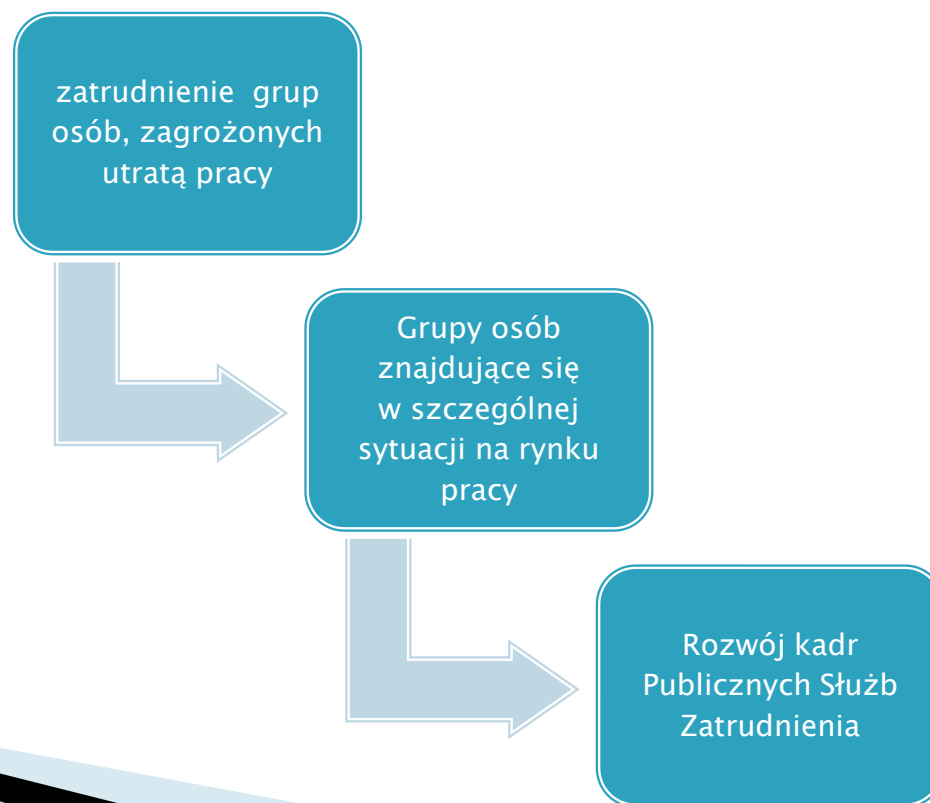 zatrudnienie  grup
osób, zagrożonych
utratą pracy
Grupy osób
znajdujące się
w szczególnej
sytuacji na rynku
pracy
Rozwój kadr
Publicznych Służb
Zatrudnienia